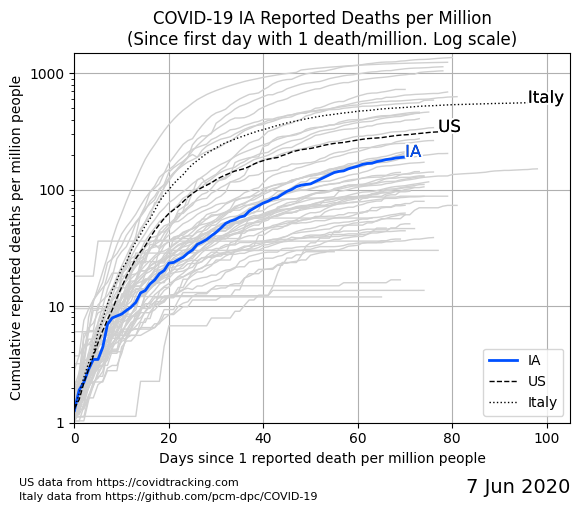 COVID-19 IA Reported Deaths per Million
(Since first day with 1 death/million. Log scale)
Cumulative reported deaths per million people
1000
100
10
1
Italy
US
IA
IA
US
Italy
0 20 40 60 80 100
Days since 1 reported death per million people
US data from https://covidtracking.com
Italy data from https://github.com/pcm-dpc/COVID-19
7 Jun 2020